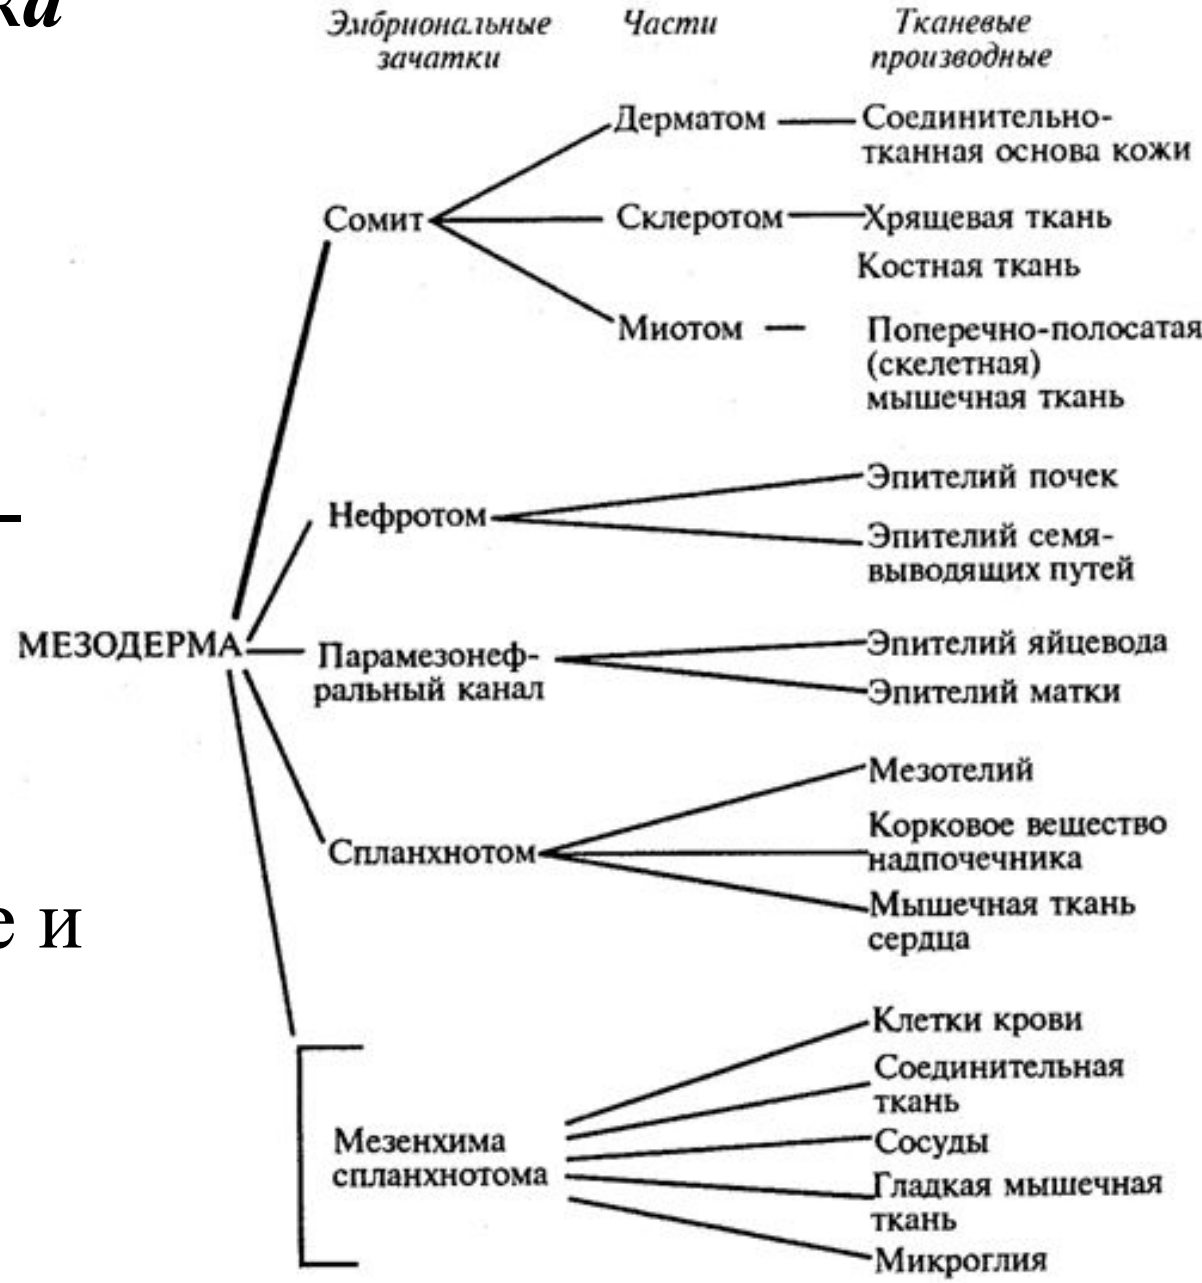 ка
Эмбриональные
зачатки
Части
Тканевые
производные
Дерматом
Соединительно-
тканная основа кожи
Сомит
Склеротом
Хрящевая ткань
Костная ткань
Миотом
Поперечно-полосатая
(скелетная)
мышечная ткань
Нефротом
Эпителий почек
Эпителий семя-
выводящих путей
МЕЗОДЕРМА
Парамезонеф-
ральный канал
Эпителий яйцевода
Эпителий матки
Спланхнотом
Мезотелий
Корковое вещество
надпочечника
Мышечная ткань
сердца
е и
Мезенхима
спланхнотома
Клетки крови
Соединительная
ткань
Сосуды
Гладкая мышечная
ткань
Микроглия